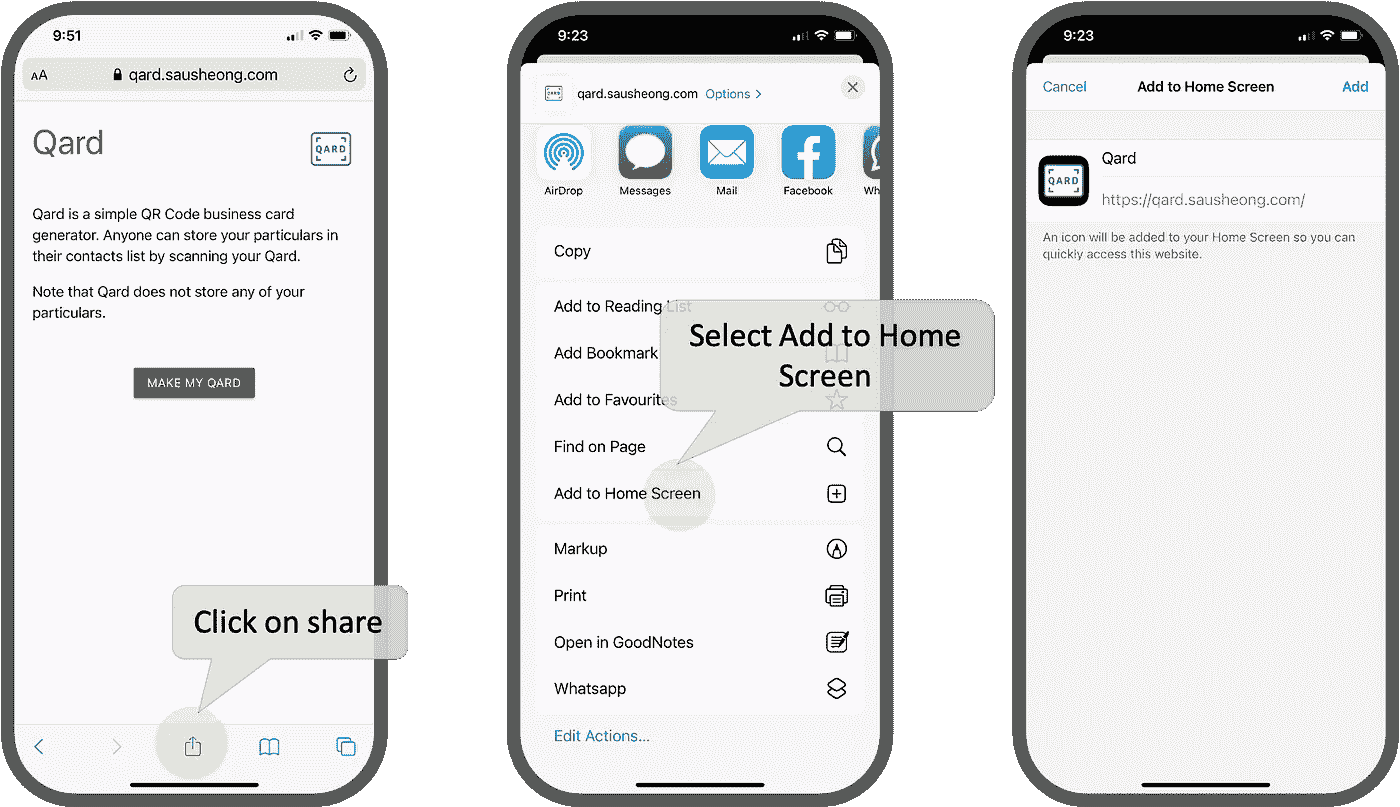 9:51
AA qard.sausheong.com
Qard
QARD
Qard is a simple QR Code business card
generator. Anyone can store your particulars in
their contacts list by scanning your Qard.
Note that Qard does not store any of your
particulars.
MAKE MY QARD
Click on share
9:23
QARD
qard.sausheong.com Options >
AirDrop Messages Mail Facebook Wh
Copy
Add to Reading List
Add Bookmark
Add to Favourites
Find on Page
Add to Home Screen
Select Add to Home
Screen
Markup
Print
Open in GoodNotes
Whatsapp
Edit Actions...
9:23
Cancel Add to Home Screen Add
Qard
QARD
https://qard.sausheong.com/
An icon will be added to your Home Screen so you can
quickly access this website.